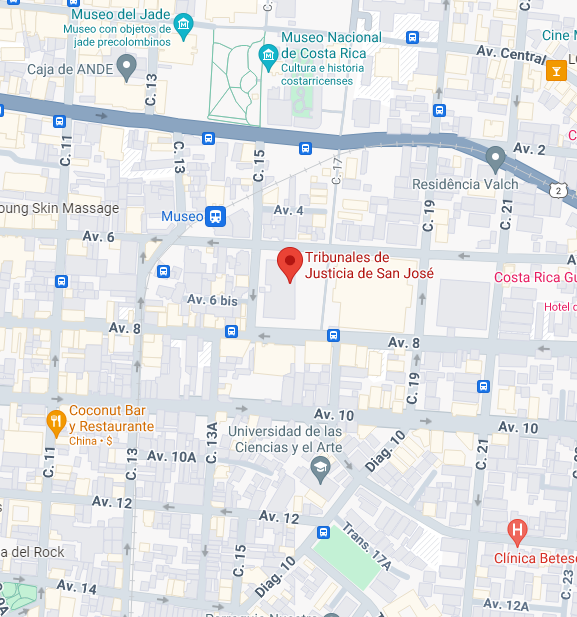 Museo del Jade
Museo con objetos de
jade precolombinos
Museo Nacional
de Costa Rica
Cultura e historia
costarricenses
Av. Central
Cine
Caja de ANDE
C. 13
C. 11
C. 13
C. 15
C. 17
Av. 2
2
Residência Valch
Skin Massage
Museo
Av. 4
C. 19
C. 21
Av. 6
Tribunales de
Justicia de San José
Costa Rica
Hotel
Av. 6 bis
Av. 8
Av. 8
C. 19
Coconut Bar
y Restaurante
China • $
Av. 10
Av. 10
C. 13A
Universidad de las
Ciencias y el Arte
Diag. 10
C. 21
C. 11
C. 13
Av. 10A
Av. 12
Av. 12
Trans. 17A
H
Clínica
del Rock
C. 15
Diag. 10
Av. 14
Av. 12A